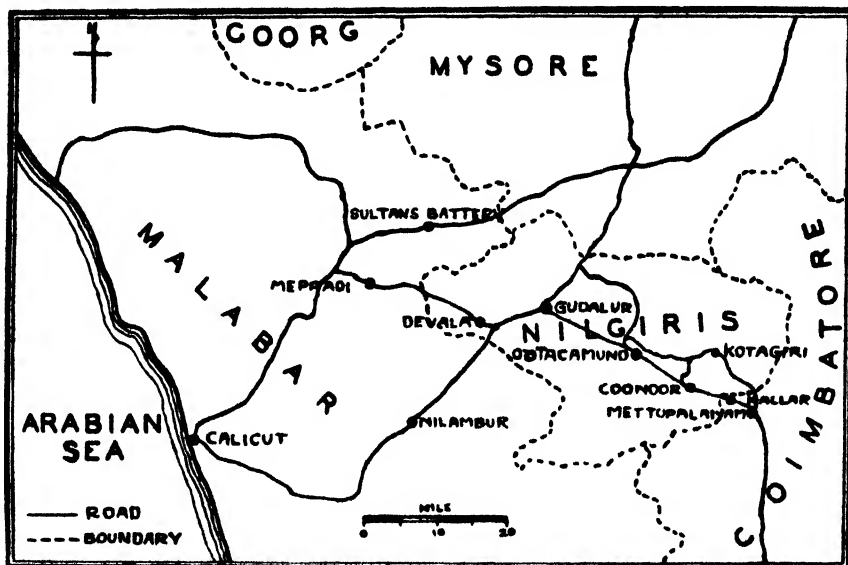 N
COORG
MYSORE
SULTANS BATTERY
MALABAR
MEPPADI
DEVALA
GUDALUR
NILGIRIS
OOTACAMUND
KOTAGIRI
COONOOR
KALLAR
METTUPALAIYAM
COIMBATORE
NILAMBUR
CALICUT
ARABIAN
SEA
ROAD
BOUNDARY
MILE
0 10 20